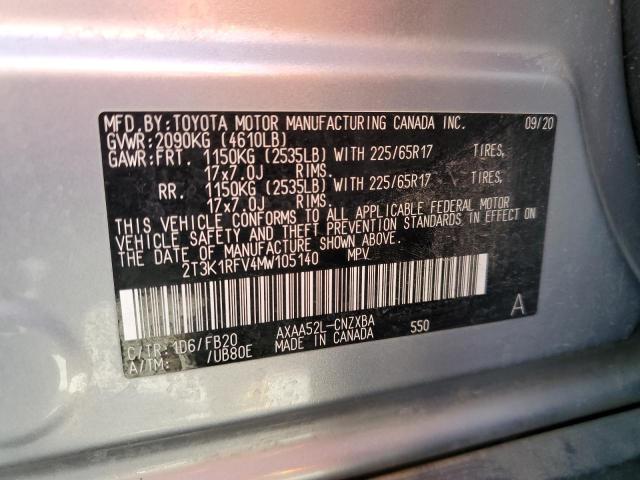 MFD.BY:TOYOTA MOTOR MANUFACTURING CANADA INC. 09/20
GVWR:2090KG (4610LB)
GAWR:FRT. 1150KG (2535LB) WITH 225/65R17 TIRES,
17x7.0J RIMS.
RR. 1150KG (2535LB) WITH 225/65R17 TIRES,
17x7.0J RIMS.
THIS VEHICLE CONFORMS TO ALL APPLICABLE FEDERAL MOTOR
VEHICLE SAFETY AND THEFT PREVENTION STANDARDS IN EFFECT ON
THE DATE OF MANUFACTURE SHOWN ABOVE.
2T3K1RFV4MW105140 MPV
A
C/TR:1D6/FB20 AXAA52L-CNZXBA 550
A/TM: /UB80E MADE IN CANADA